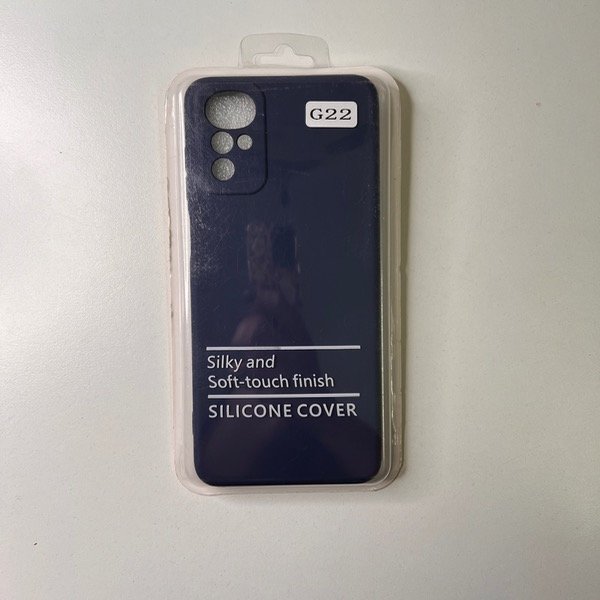 G22
Silky and
Soft-touch finish
SILICONE COVER